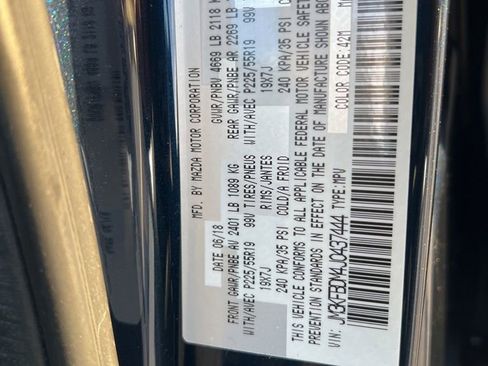 MFD. BY MAZDA MOTOR CORPORATION
DATE 06/18 GVWR/PNBV 4669 LB 2118 K
FRONT GAWR/PNBE AV 2401 LB 1089 KG REAR GAWR/PNBE AR 2269 LB
WITH/AVEC P225/55R19 99V TIRES/PNEUS WITH/AVEC P225/55R19 99V
19X7J RIMS/JANTES 19X7J
240 KPA/35 PSI COLD/A FROID 240 KPA/35 PSI C
THIS VEHICLE CONFORMS TO ALL APPLICABLE FEDERAL MOTOR VEHICLE SAFETY
PREVENTION STANDARDS IN EFFECT ON THE DATE OF MANUFACTURE SHOWN ABO
VIN: JM3KFBDM4J0437444 TYPE:MPV COLOR CODE:42M